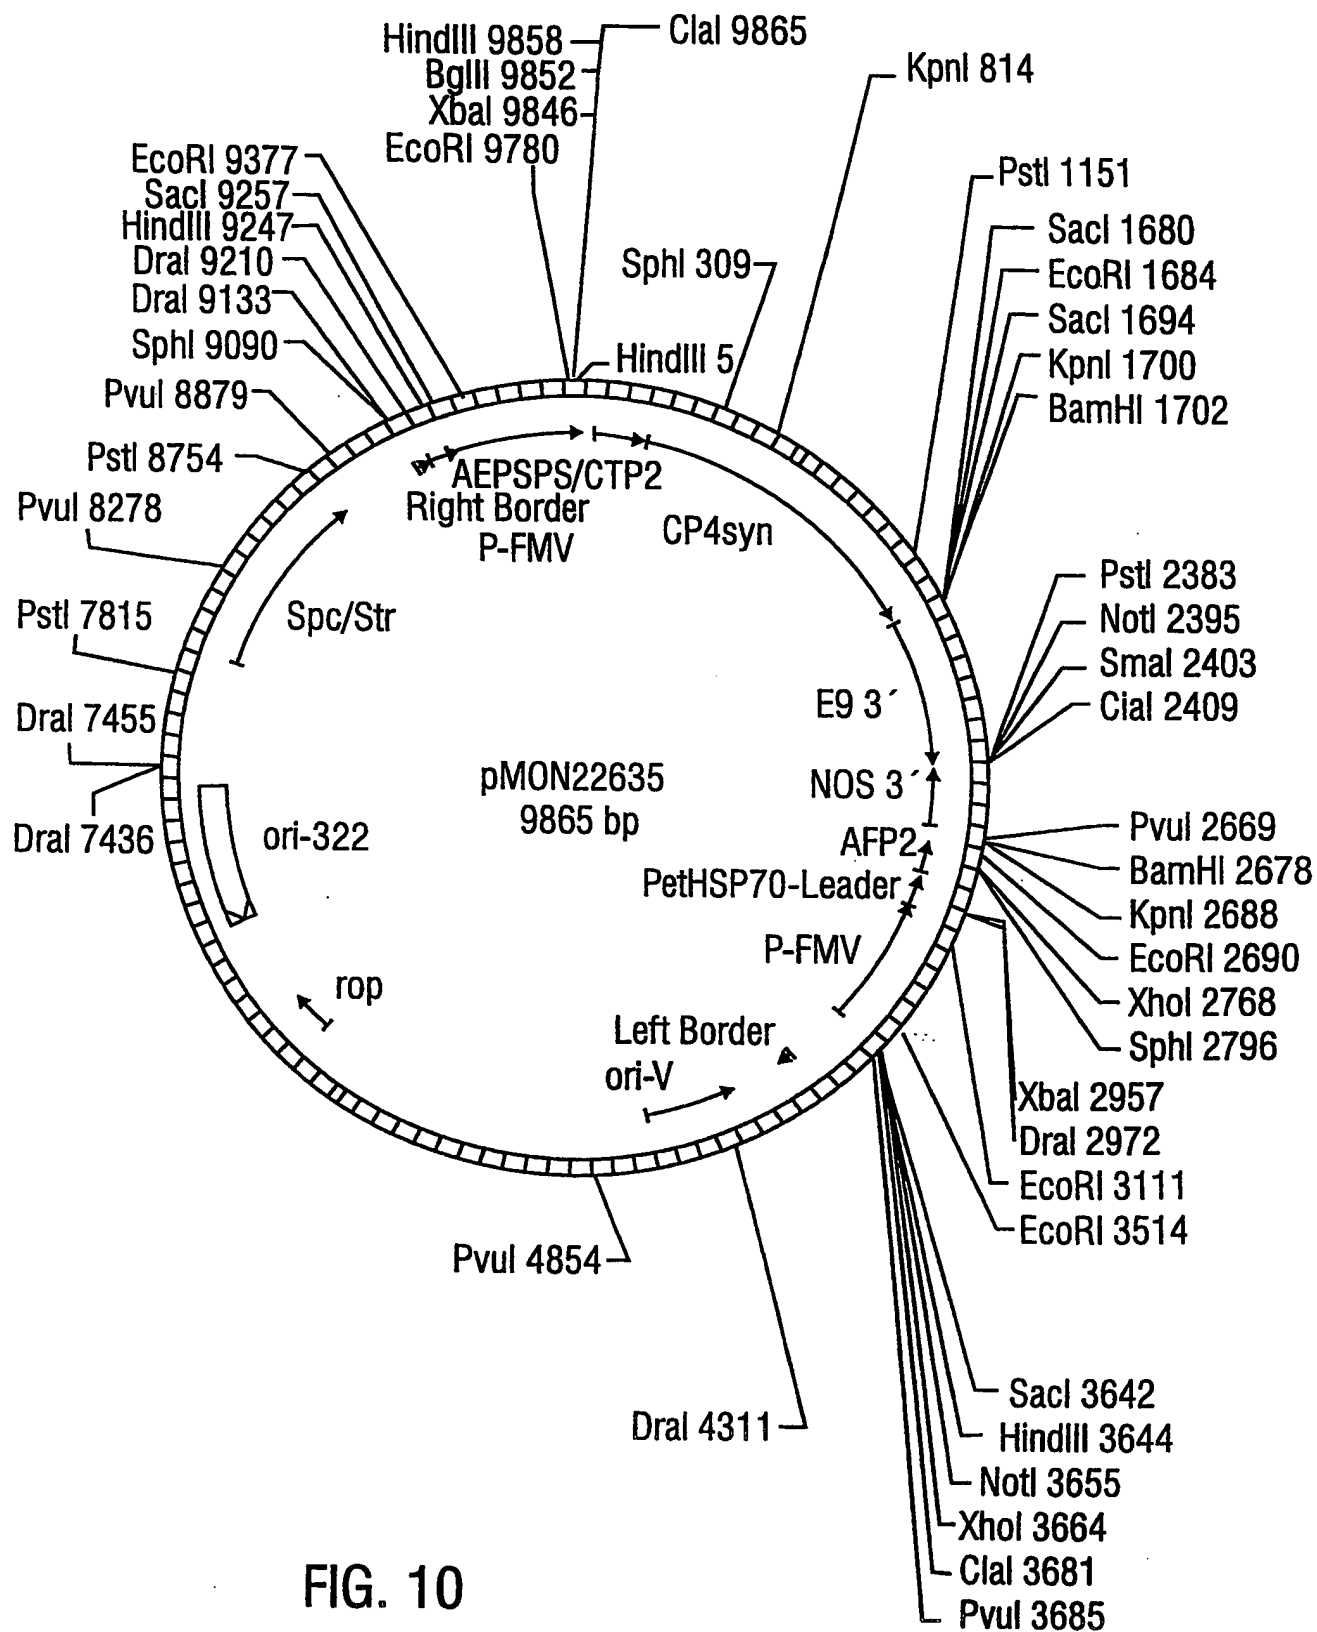 HindIII 9858
ClaI 9865
BglII 9852
XbaI 9846
EcoRI 9780
KpnI 814
EcoRI 9377
SacI 9257
HindIII 9247
DraI 9210
DraI 9133
SphI 9090
PvuI 8879
PstI 8754
PvuI 8278
PstI 7815
DraI 7455
DraI 7436
SphI 309
HindIII 5
PstI 1151
SacI 1680
EcoRI 1684
SacI 1694
KpnI 1700
BamHI 1702
PstI 2383
NotI 2395
SmaI 2403
CiaI 2409
PvuI 2669
BamHI 2678
KpnI 2688
EcoRI 2690
XhoI 2768
SphI 2796
XbaI 2957
DraI 2972
EcoRI 3111
EcoRI 3514
AEPSPS/CTP2
Right Border
P-FMV
CP4syn
Spc/Str
E9 3´
pMON22635
9865 bp
NOS 3´
AFP2
PetHSP70-Leader
P-FMV
ori-322
rop
Left Border
ori-V
PvuI 4854
DraI 4311
SacI 3642
HindIII 3644
NotI 3655
XhoI 3664
ClaI 3681
PvuI 3685
FIG. 10